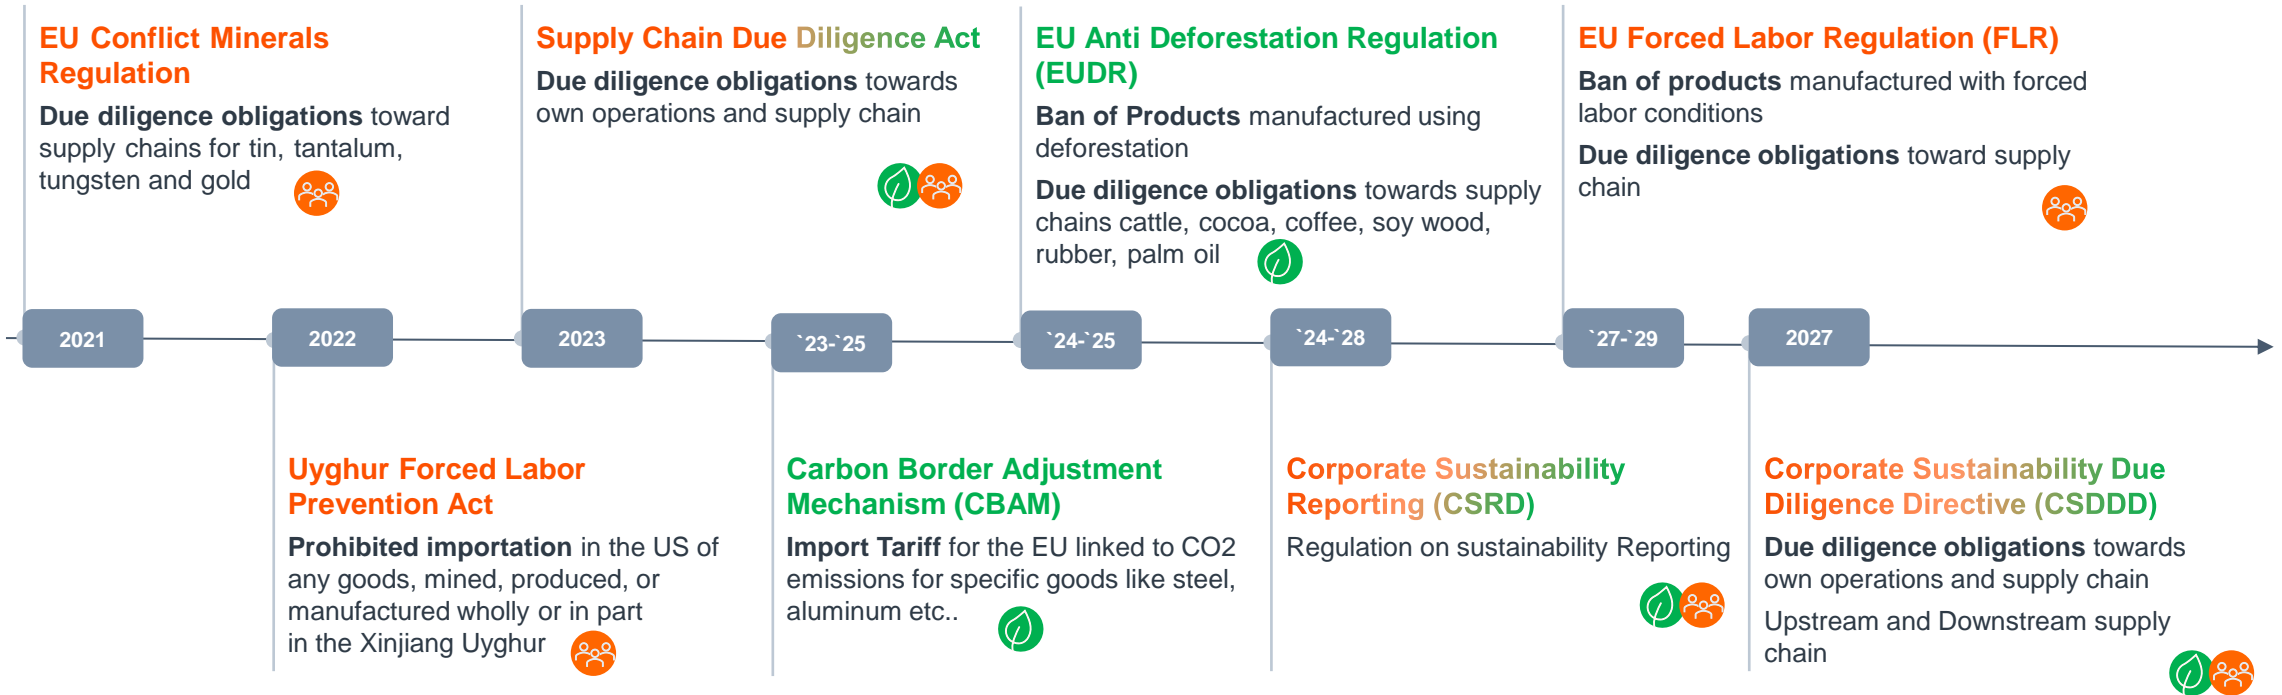 EU Conflict Minerals
Regulation
Due diligence obligations toward
supply chains for tin, tantalum,
tungsten and gold
Supply Chain Due Diligence Act
Due diligence obligations towards
own operations and supply chain
EU Anti Deforestation Regulation
(EUDR)
Ban of Products manufactured using
deforestation
Due diligence obligations towards supply
chains cattle, cocoa, coffee, soy wood,
rubber, palm oil
EU Forced Labor Regulation (FLR)
Ban of products manufactured with forced
labor conditions
Due diligence obligations toward supply
chain
2021
2022
2023
`23-`25
`24-`25
`24-`28
`27-`29
2027
Uyghur Forced Labor
Prevention Act
Prohibited importation in the US of
any goods, mined, produced, or
manufactured wholly or in part
in the Xinjiang Uyghur
Carbon Border Adjustment
Mechanism (CBAM)
Import Tariff for the EU linked to CO2
emissions for specific goods like steel,
aluminum etc..
Corporate Sustainability
Reporting (CSRD)
Regulation on sustainability Reporting
Corporate Sustainability Due
Diligence Directive (CSDDD)
Due diligence obligations towards
own operations and supply chain
Upstream and Downstream supply
chain